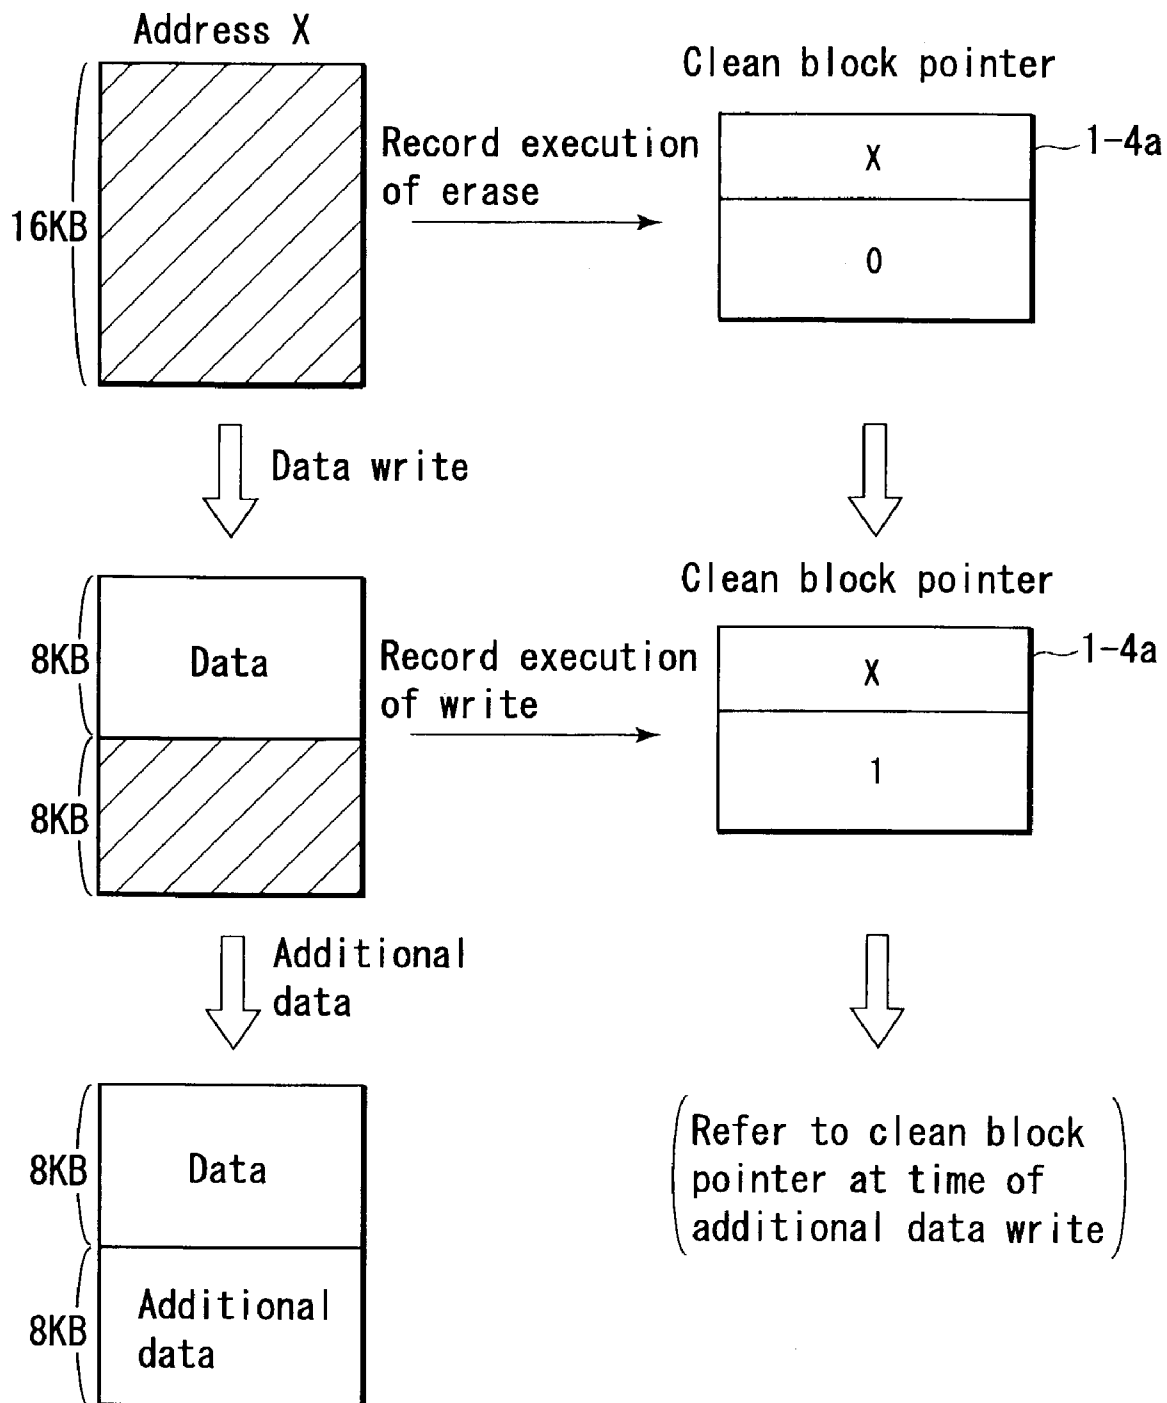 Address X
Clean block pointer
16KB
Record execution
of erase
X
0
1-4a
Data write
Clean block pointer
8KB
Data
8KB
Record execution
of write
X
1
1-4a
Additional
data
8KB
Data
8KB
Additional
data
Refer to clean block
pointer at time of
additional data write